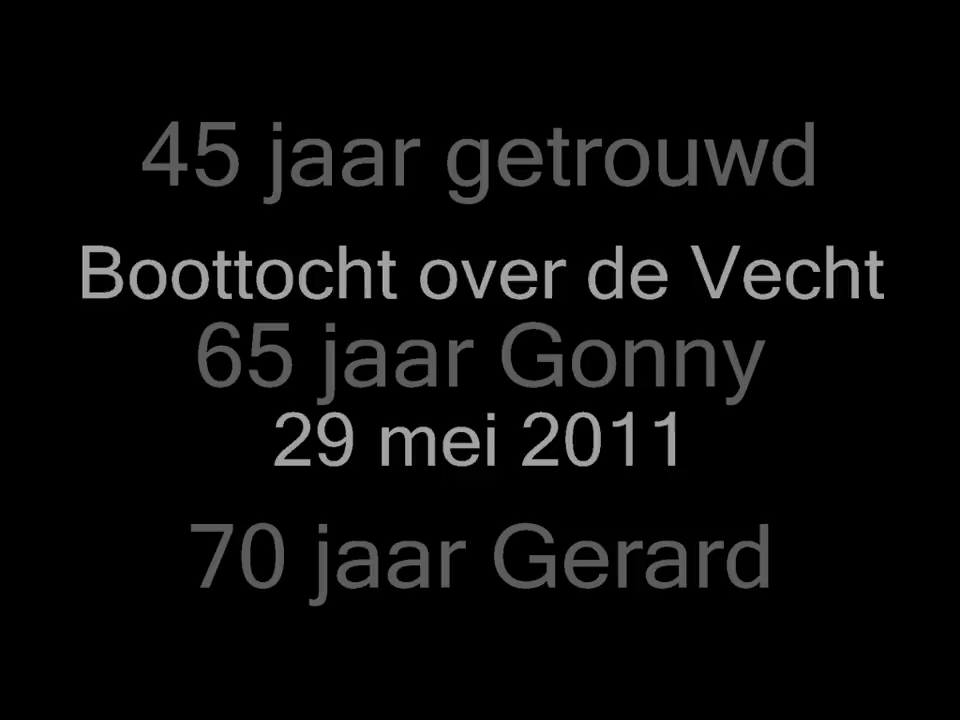 45 jaar getrouwd
Boottocht over de Vecht
65 jaar Gonny
29 mei 2011
70 jaar Gerard